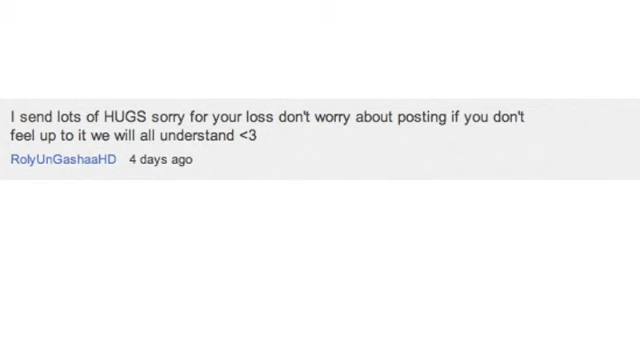 I send lots of HUGS sorry for your loss don't worry about posting if you don't
feel up to it we will all understand <3
RolyUnGashaaHD 4 days ago